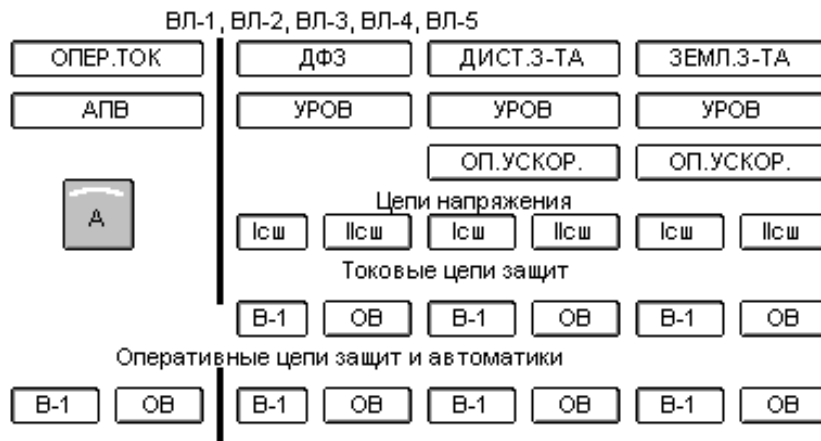 ВЛ-1, ВЛ-2, ВЛ-3, ВЛ-4, ВЛ-5
ОПЕР.ТОК ДФЗ ДИСТ.З-ТА ЗЕМЛ.З-ТА
АПВ УРОВ УРОВ УРОВ
ОП.УСКОР. ОП.УСКОР.
А
Цепи напряжения
Iсш IIсш Iсш IIсш Iсш IIсш
Токовые цепи защит
В-1 ОВ В-1 ОВ В-1 ОВ
Оперативные цепи защит и автоматики
В-1 ОВ В-1 ОВ В-1 ОВ В-1 ОВ